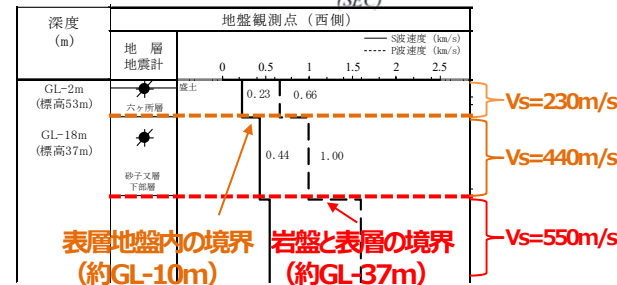 (SEC)
深度
(m)
地盤観測点（西側）
地 層
地震計
S波速度 (km/s)
P波速度 (km/s)
0 0.5 1 1.5 2 2.5
GL-2m
(標高53m)
盛土
六ヶ所層
0.23 0.66
Vs=230m/s
GL-18m
(標高37m)
砂子又層
下部層
0.44 1.00
Vs=440m/s
表層地盤内の境界
（約GL-10m）
岩盤と表層の境界
（約GL-37m）
Vs=550m/s